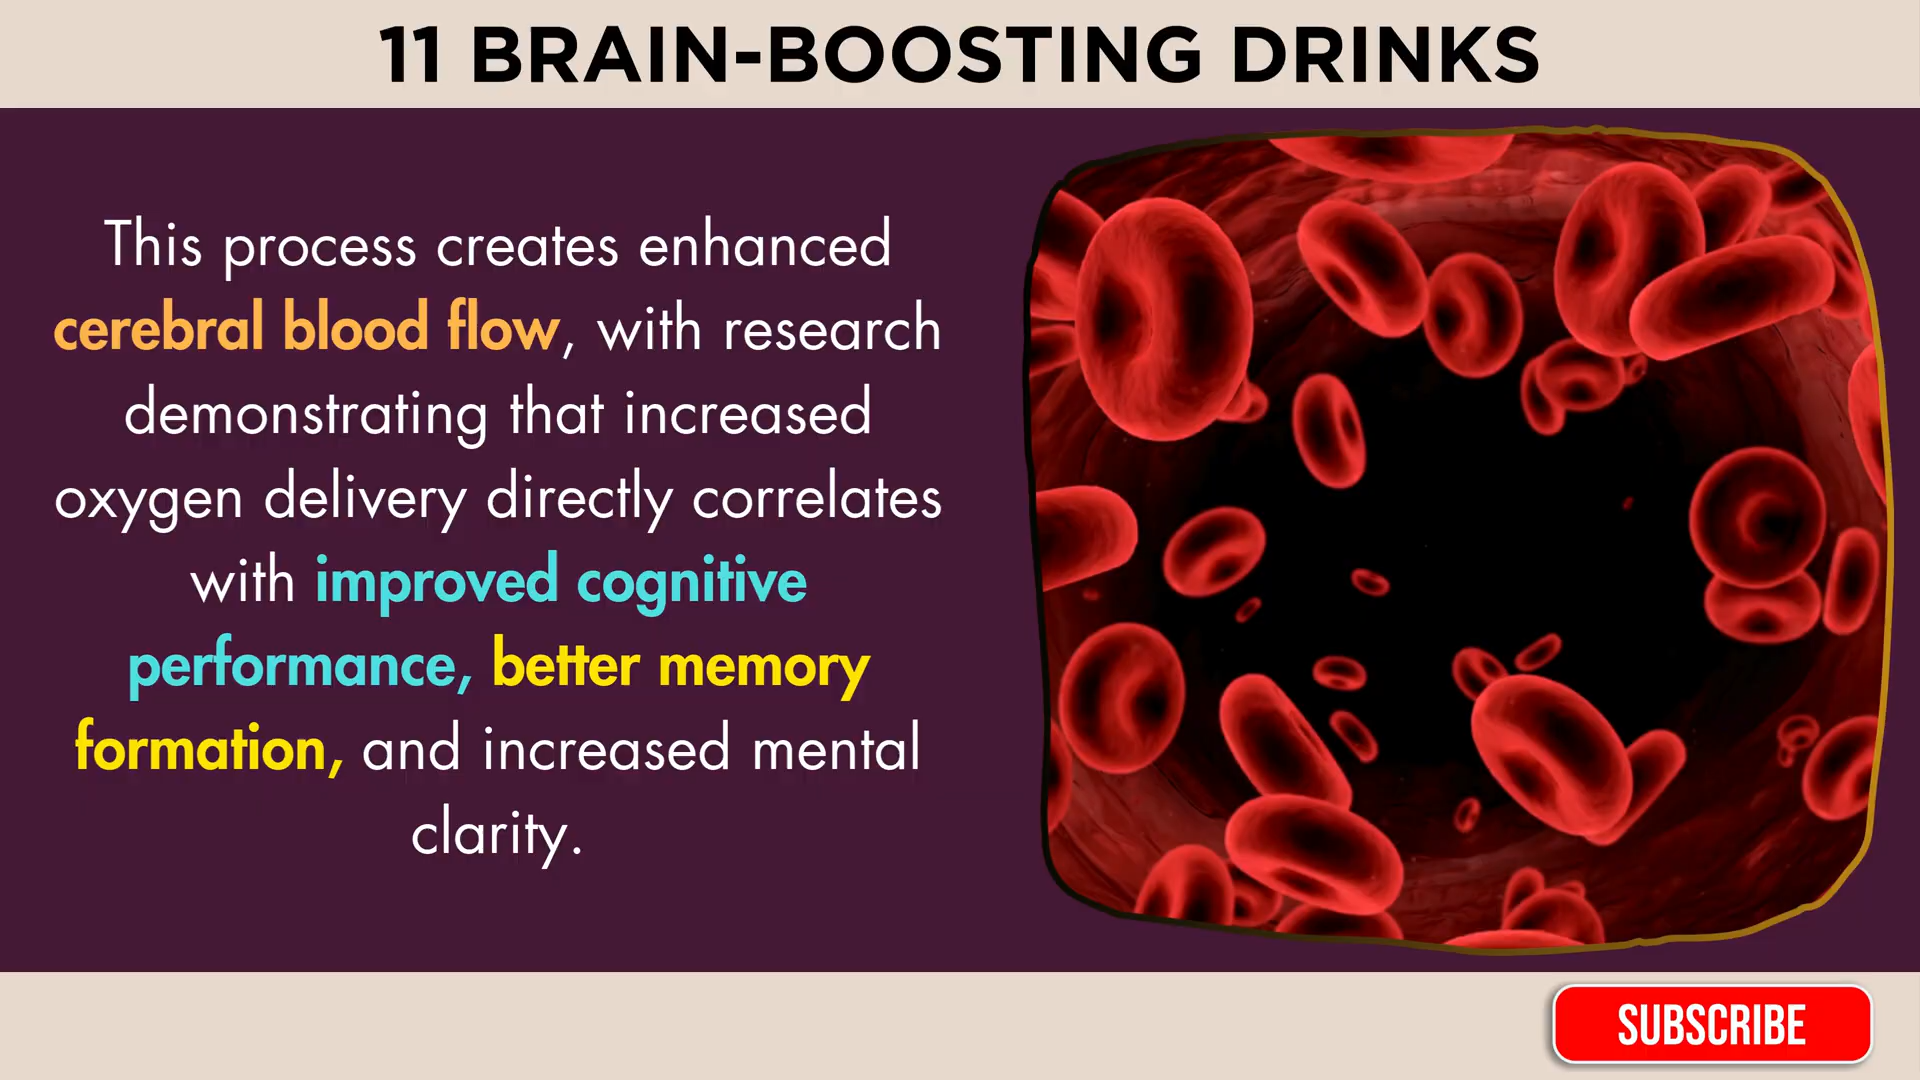 11 BRAIN-BOOSTING DRINKS
This process creates enhanced
cerebral blood flow, with research
demonstrating that increased
oxygen delivery directly correlates
with improved cognitive
performance, better memory
formation, and increased mental
clarity.
SUBSCRIBE